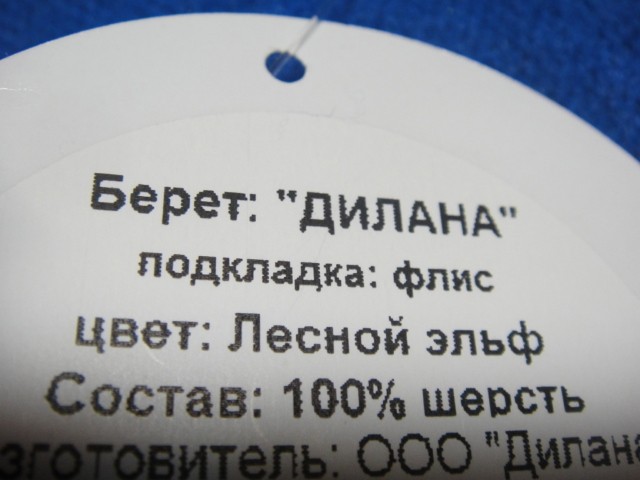 Берет: "ДИЛАНА"
подкладка: флис
цвет: Лесной эльф
Состав: 100% шерсть
зготовитель: ООО "Дилана